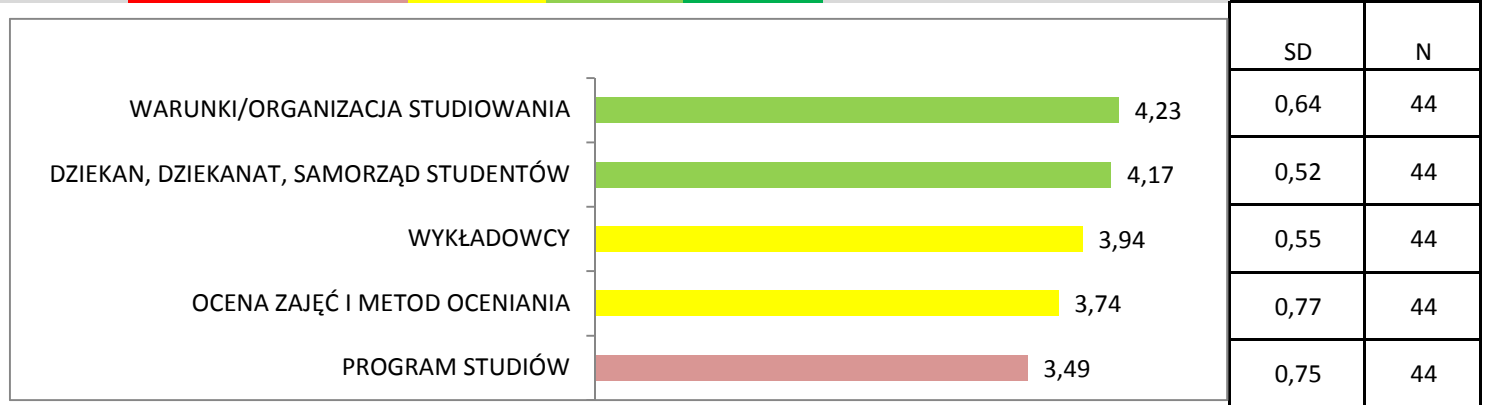 SD N
WARUNKI/ORGANIZACJA STUDIOWANIA 4,23 0,64 44
DZIEKAN, DZIEKANAT, SAMORZĄD STUDENTÓW 4,17 0,52 44
WYKŁADOWCY 3,94 0,55 44
OCENA ZAJĘĆ I METOD OCENIANIA 3,74 0,77 44
PROGRAM STUDIÓW 3,49 0,75 44